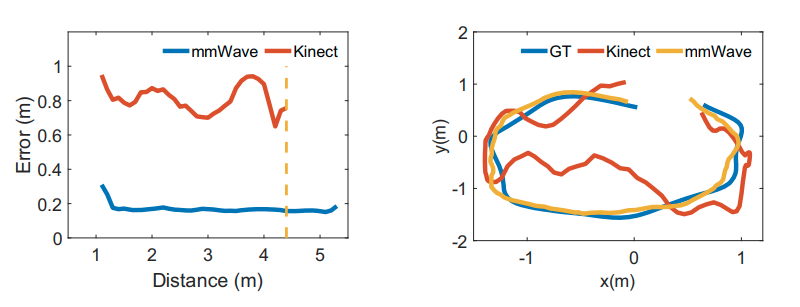 mmWave Kinect
1
0.8
0.6
0.4
0.2
0
Error (m)
1 2 3 4 5
Distance (m)
GT Kinect mmWave
2
1
0
-1
-2
y(m)
-1 0 1
x(m)